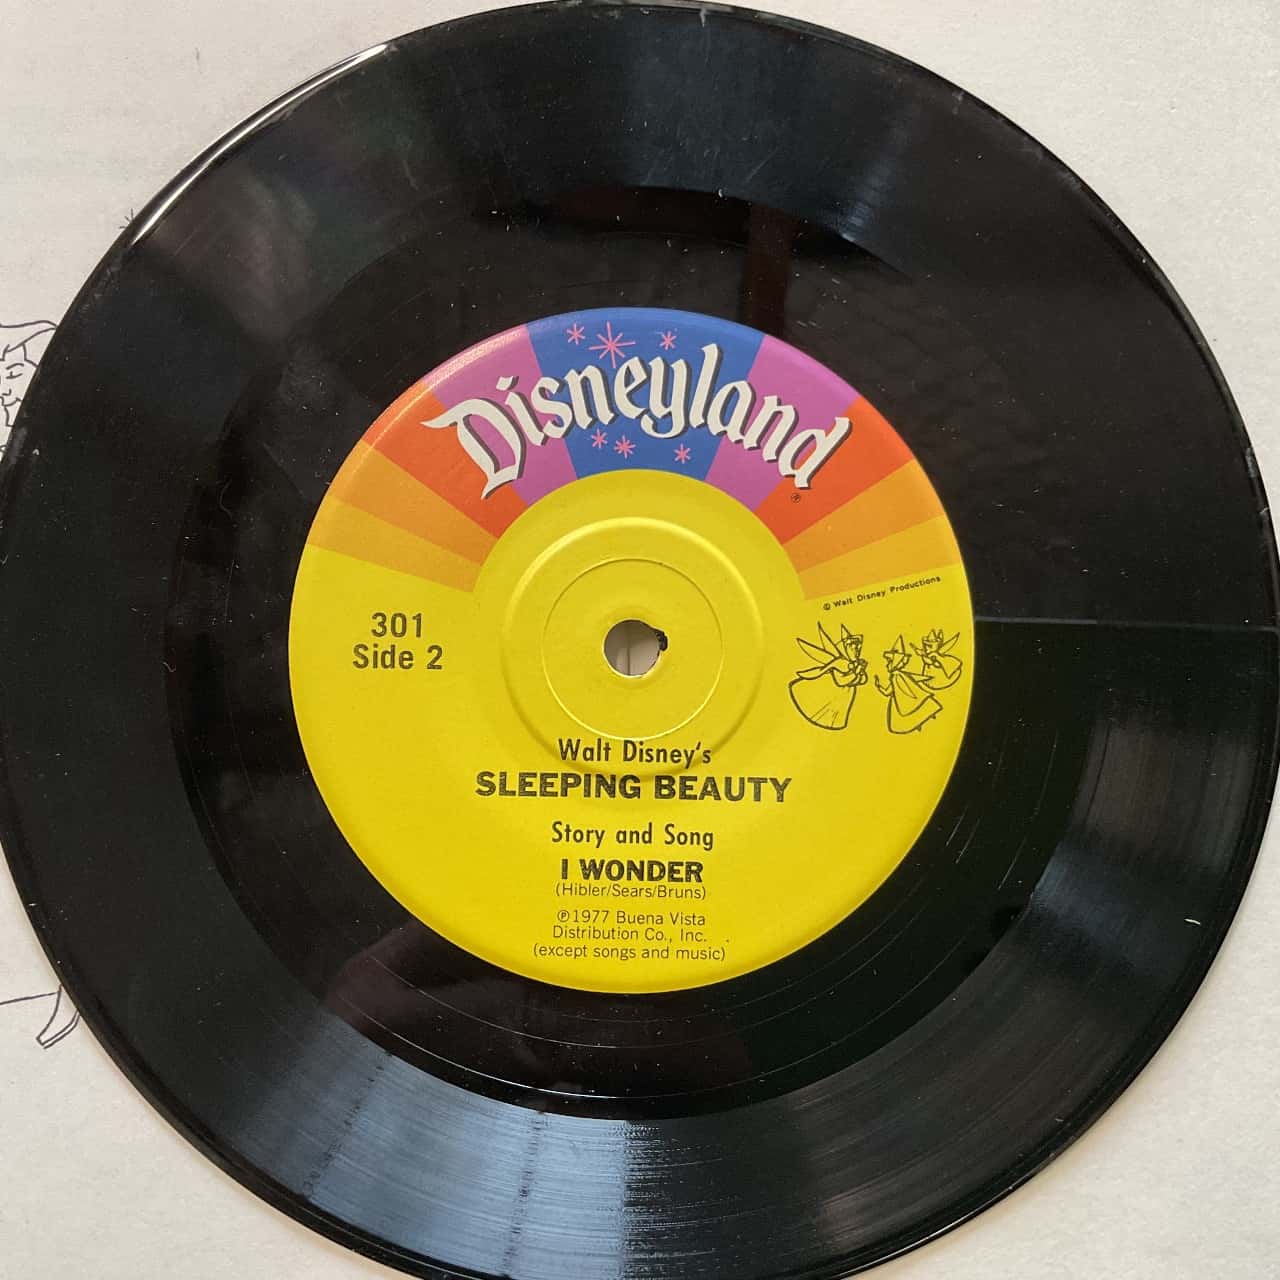 Disneyland
®
© Walt Disney Productions
301
Side 2
Walt Disney's
SLEEPING BEAUTY
Story and Song
I WONDER
(Hibler/Sears/Bruns)
℗1977 Buena Vista
Distribution Co., Inc.
(except songs and music)